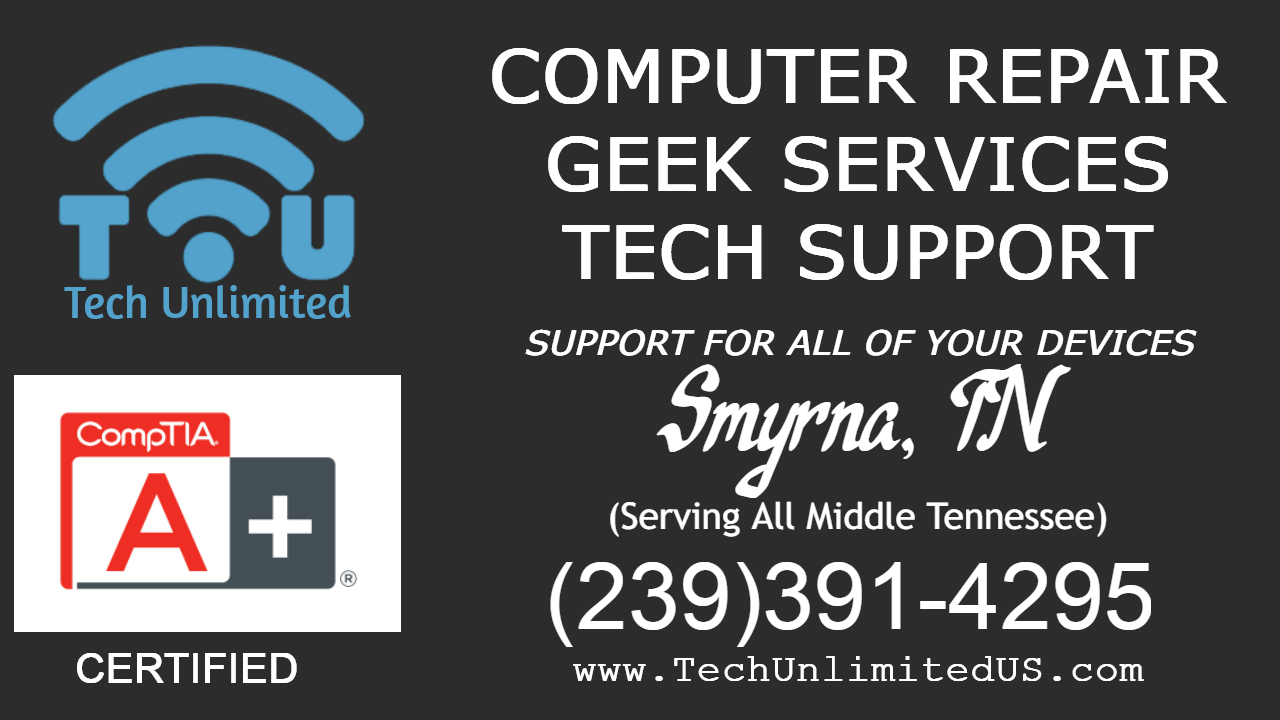 T U
Tech Unlimited
CompTIA.
A+
®
CERTIFIED
COMPUTER REPAIR
GEEK SERVICES
TECH SUPPORT
SUPPORT FOR ALL OF YOUR DEVICES
Smyrna, TN
(Serving All Middle Tennessee)
(239)391-4295
www.TechUnlimitedUS.com